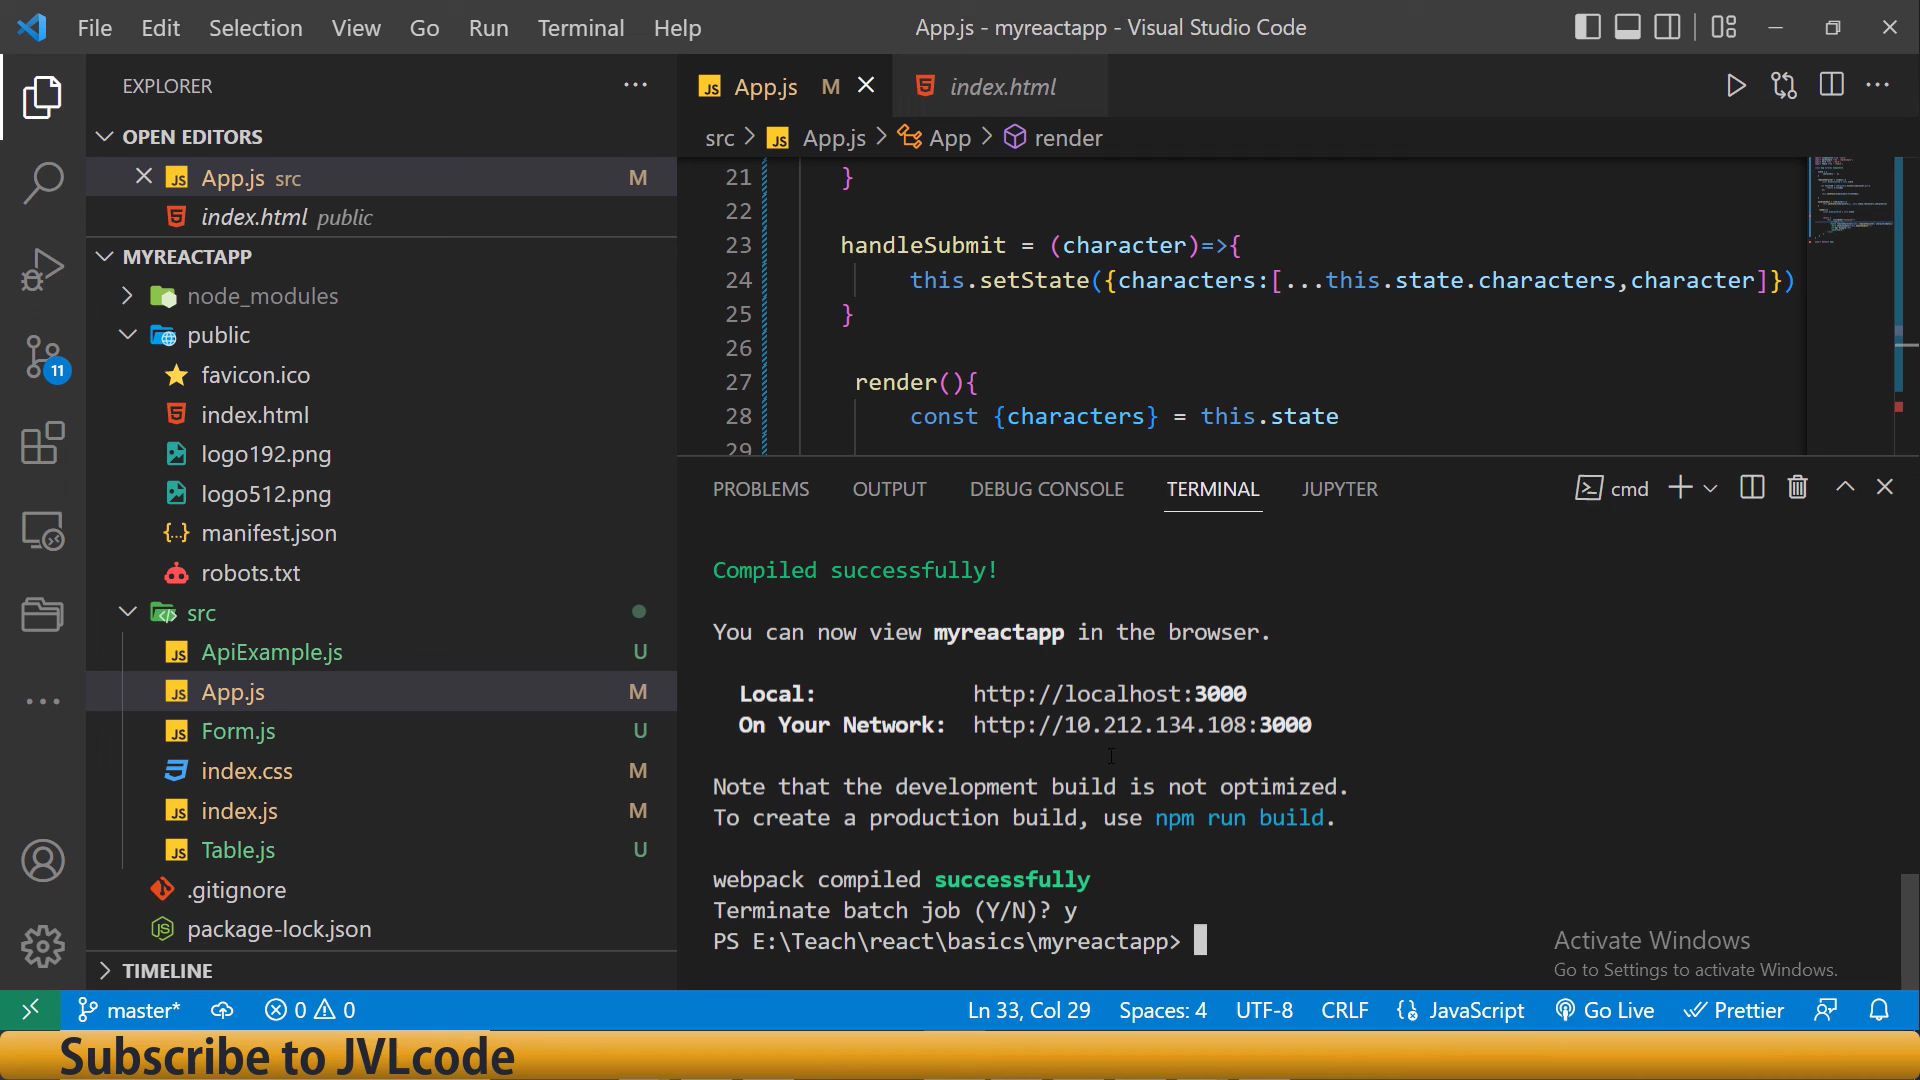 File Edit Selection View Go Run Terminal Help
App.js - myreactapp - Visual Studio Code
EXPLORER
OPEN EDITORS
App.js src M
index.html public
MYREACTAPP
node_modules
public
favicon.ico
index.html
logo192.png
logo512.png
manifest.json
robots.txt
src
ApiExample.js U
App.js M
Form.js U
index.css M
index.js M
Table.js U
.gitignore
package-lock.json
TIMELINE
11
App.js M
index.html
src > App.js > App > render
21 }
22
23 handleSubmit = (character)=>{
24 this.setState({characters:[...this.state.characters,character]})
25 }
26
27 render(){
28 const {characters} = this.state
29
PROBLEMS OUTPUT DEBUG CONSOLE TERMINAL JUPYTER
cmd
Compiled successfully!
You can now view myreactapp in the browser.
Local: http://localhost:3000
On Your Network: http://10.212.134.108:3000
Note that the development build is not optimized.
To create a production build, use npm run build.
webpack compiled successfully
Terminate batch job (Y/N)? y
PS E:\Teach\react\basics\myreactapp>
Activate Windows
Go to Settings to activate Windows.
master* 0 0
Ln 33, Col 29 Spaces: 4 UTF-8 CRLF JavaScript Go Live Prettier
Subscribe to JVLcode